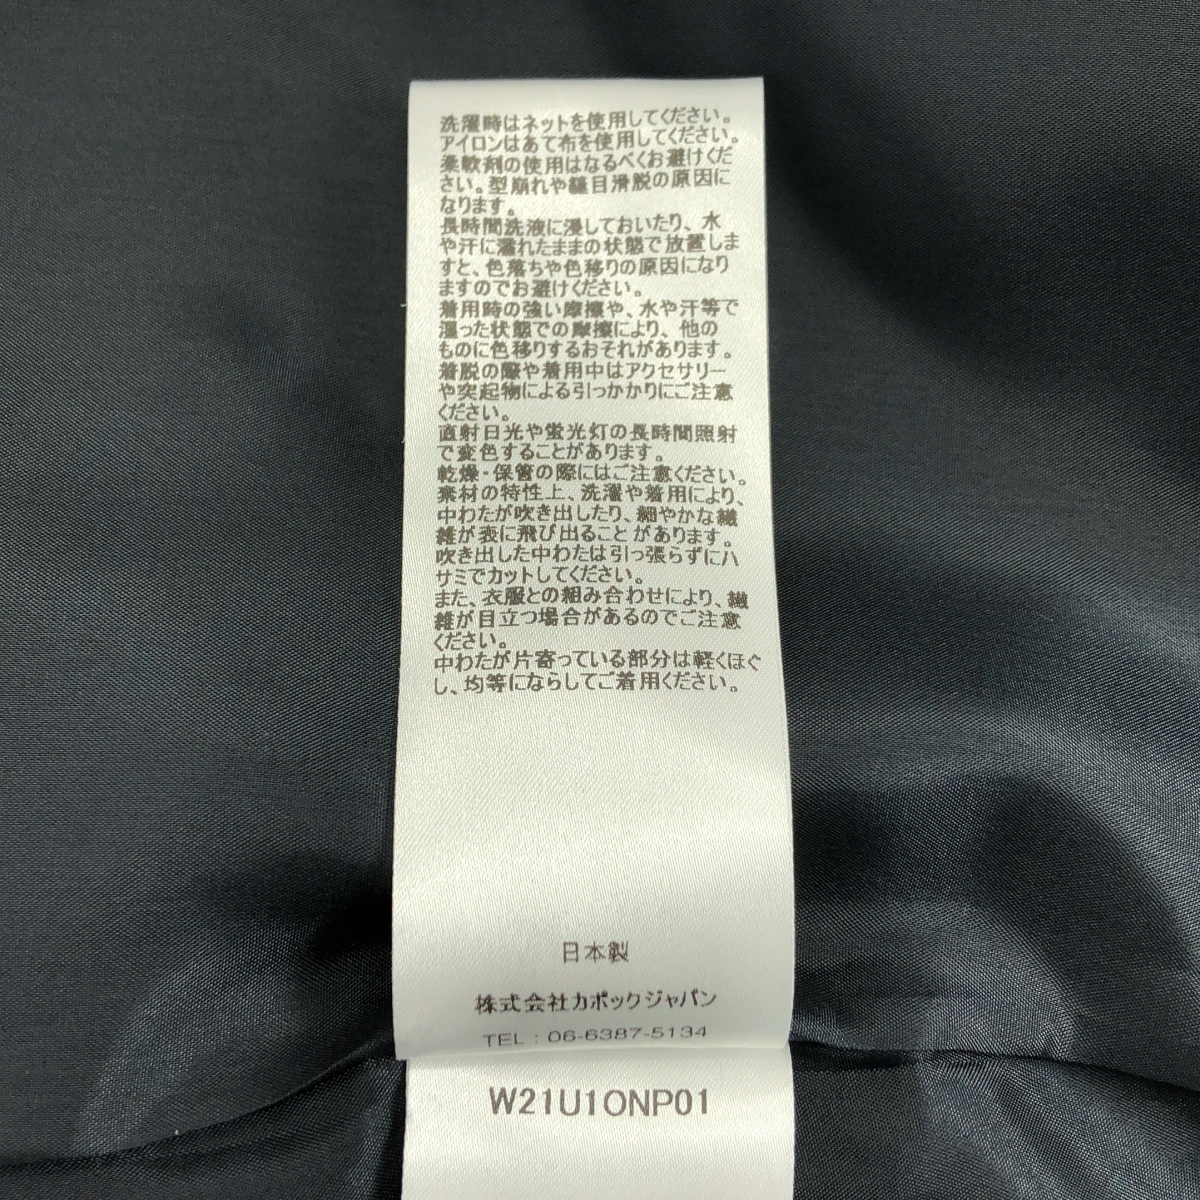 洗濯時はネットを使用してください。
アイロンはあて布を使用してください。
柔軟剤の使用はなるべくお避けくだ
さい。型崩れや縫目滑脱の原因に
なります。
長時間洗液に浸しておいたり、水
や汗に濡れたままの状態で放置しま
すと、色落ちや色移りの原因になり
ますのでお避けください。
着用時の強い摩擦や、水や汗等で
湿った状態での摩擦により、他の
ものに色移りするおそれがあります。
着脱の際や着用中はアクセサリー
や突起物による引っかかりにご注意
ください。
直射日光や蛍光灯の長時間照射
で変色することがあります。
乾燥・保管の際にはご注意ください。
素材の特性上、洗濯や着用により、
中わたが吹き出したり、細やかな繊
維が表に飛び出ることがあります。
吹き出した中わたは引っ張らずにハ
サミでカットしてください。
また、衣服との組み合わせにより、繊
維が目立つ場合があるのでご注意
ください。
中わたが片寄っている部分は軽くほぐ
し、均等にならしてご着用ください。
日本製
株式会社カポックジャパン
TEL : 06-6387-5134
W21U1ONP01